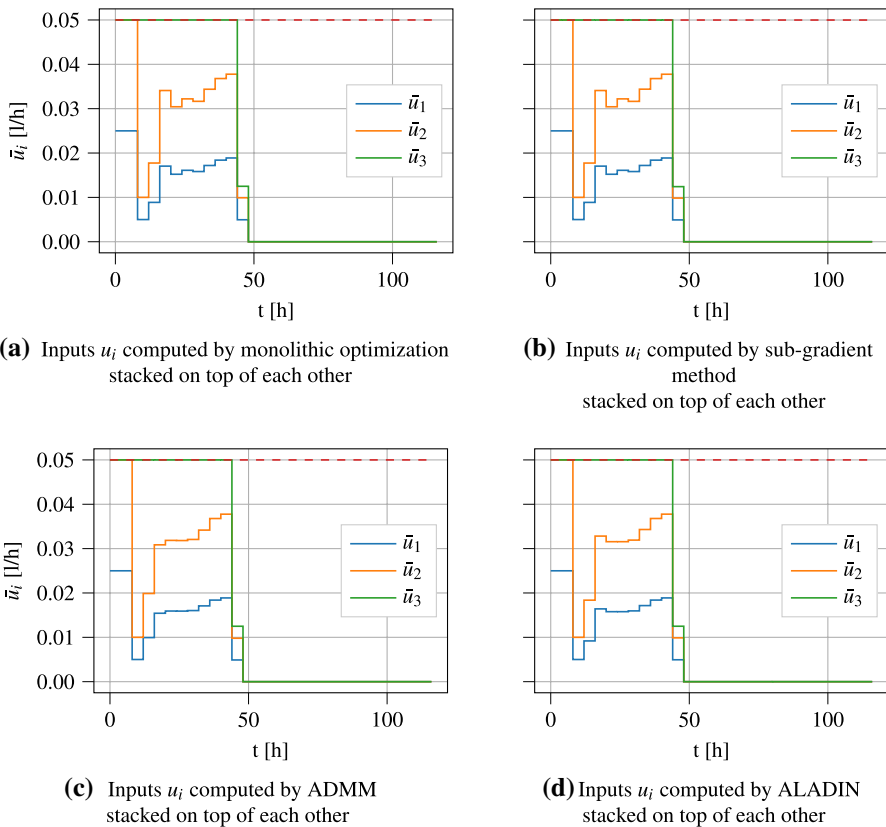 0.05
0.04
0.03
0.02
0.01
0.00
ū_i [l/h]
ū_1
ū_2
ū_3
0
50
100
t [h]
ū_1
ū_2
ū_3
0
50
100
t [h]
(a) Inputs u_i computed by monolithic optimization
stacked on top of each other
(b) Inputs u_i computed by sub-gradient
method
stacked on top of each other
0.05
0.04
0.03
0.02
0.01
0.00
ū_i [l/h]
ū_1
ū_2
ū_3
0
50
100
t [h]
ū_1
ū_2
ū_3
0
50
100
t [h]
(c) Inputs u_i computed by ADMM
stacked on top of each other
(d) Inputs u_i computed by ALADIN
stacked on top of each other